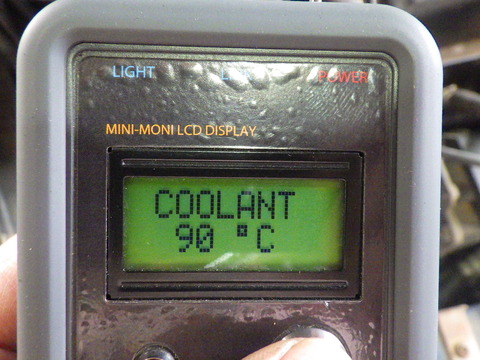 LIGHT POWER
MINI-MONI LCD DISPLAY
COOLANT
90 °C